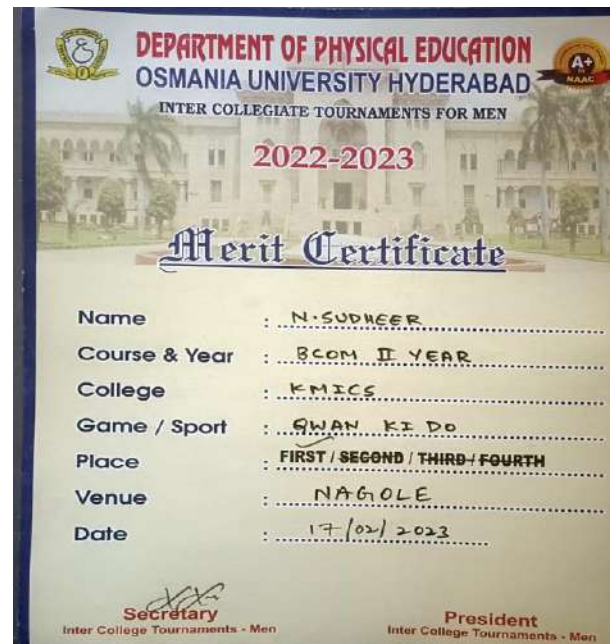 DEPARTMENT OF PHYSICAL EDUCATION
OSMANIA UNIVERSITY HYDERABAD
A+
NAAC
INTER COLLEGIATE TOURNAMENTS FOR MEN
2022-2023
Merit Certificate
Name : N.SUDHEER
Course & Year : BCOM II YEAR
College : KMICS
Game / Sport : QWAN KI DO
Place : FIRST / SECOND / THIRD / FOURTH
Venue : NAGOLE
Date : 17/02/2023
Secretary
Inter College Tournaments - Men
President
Inter College Tournaments - Men